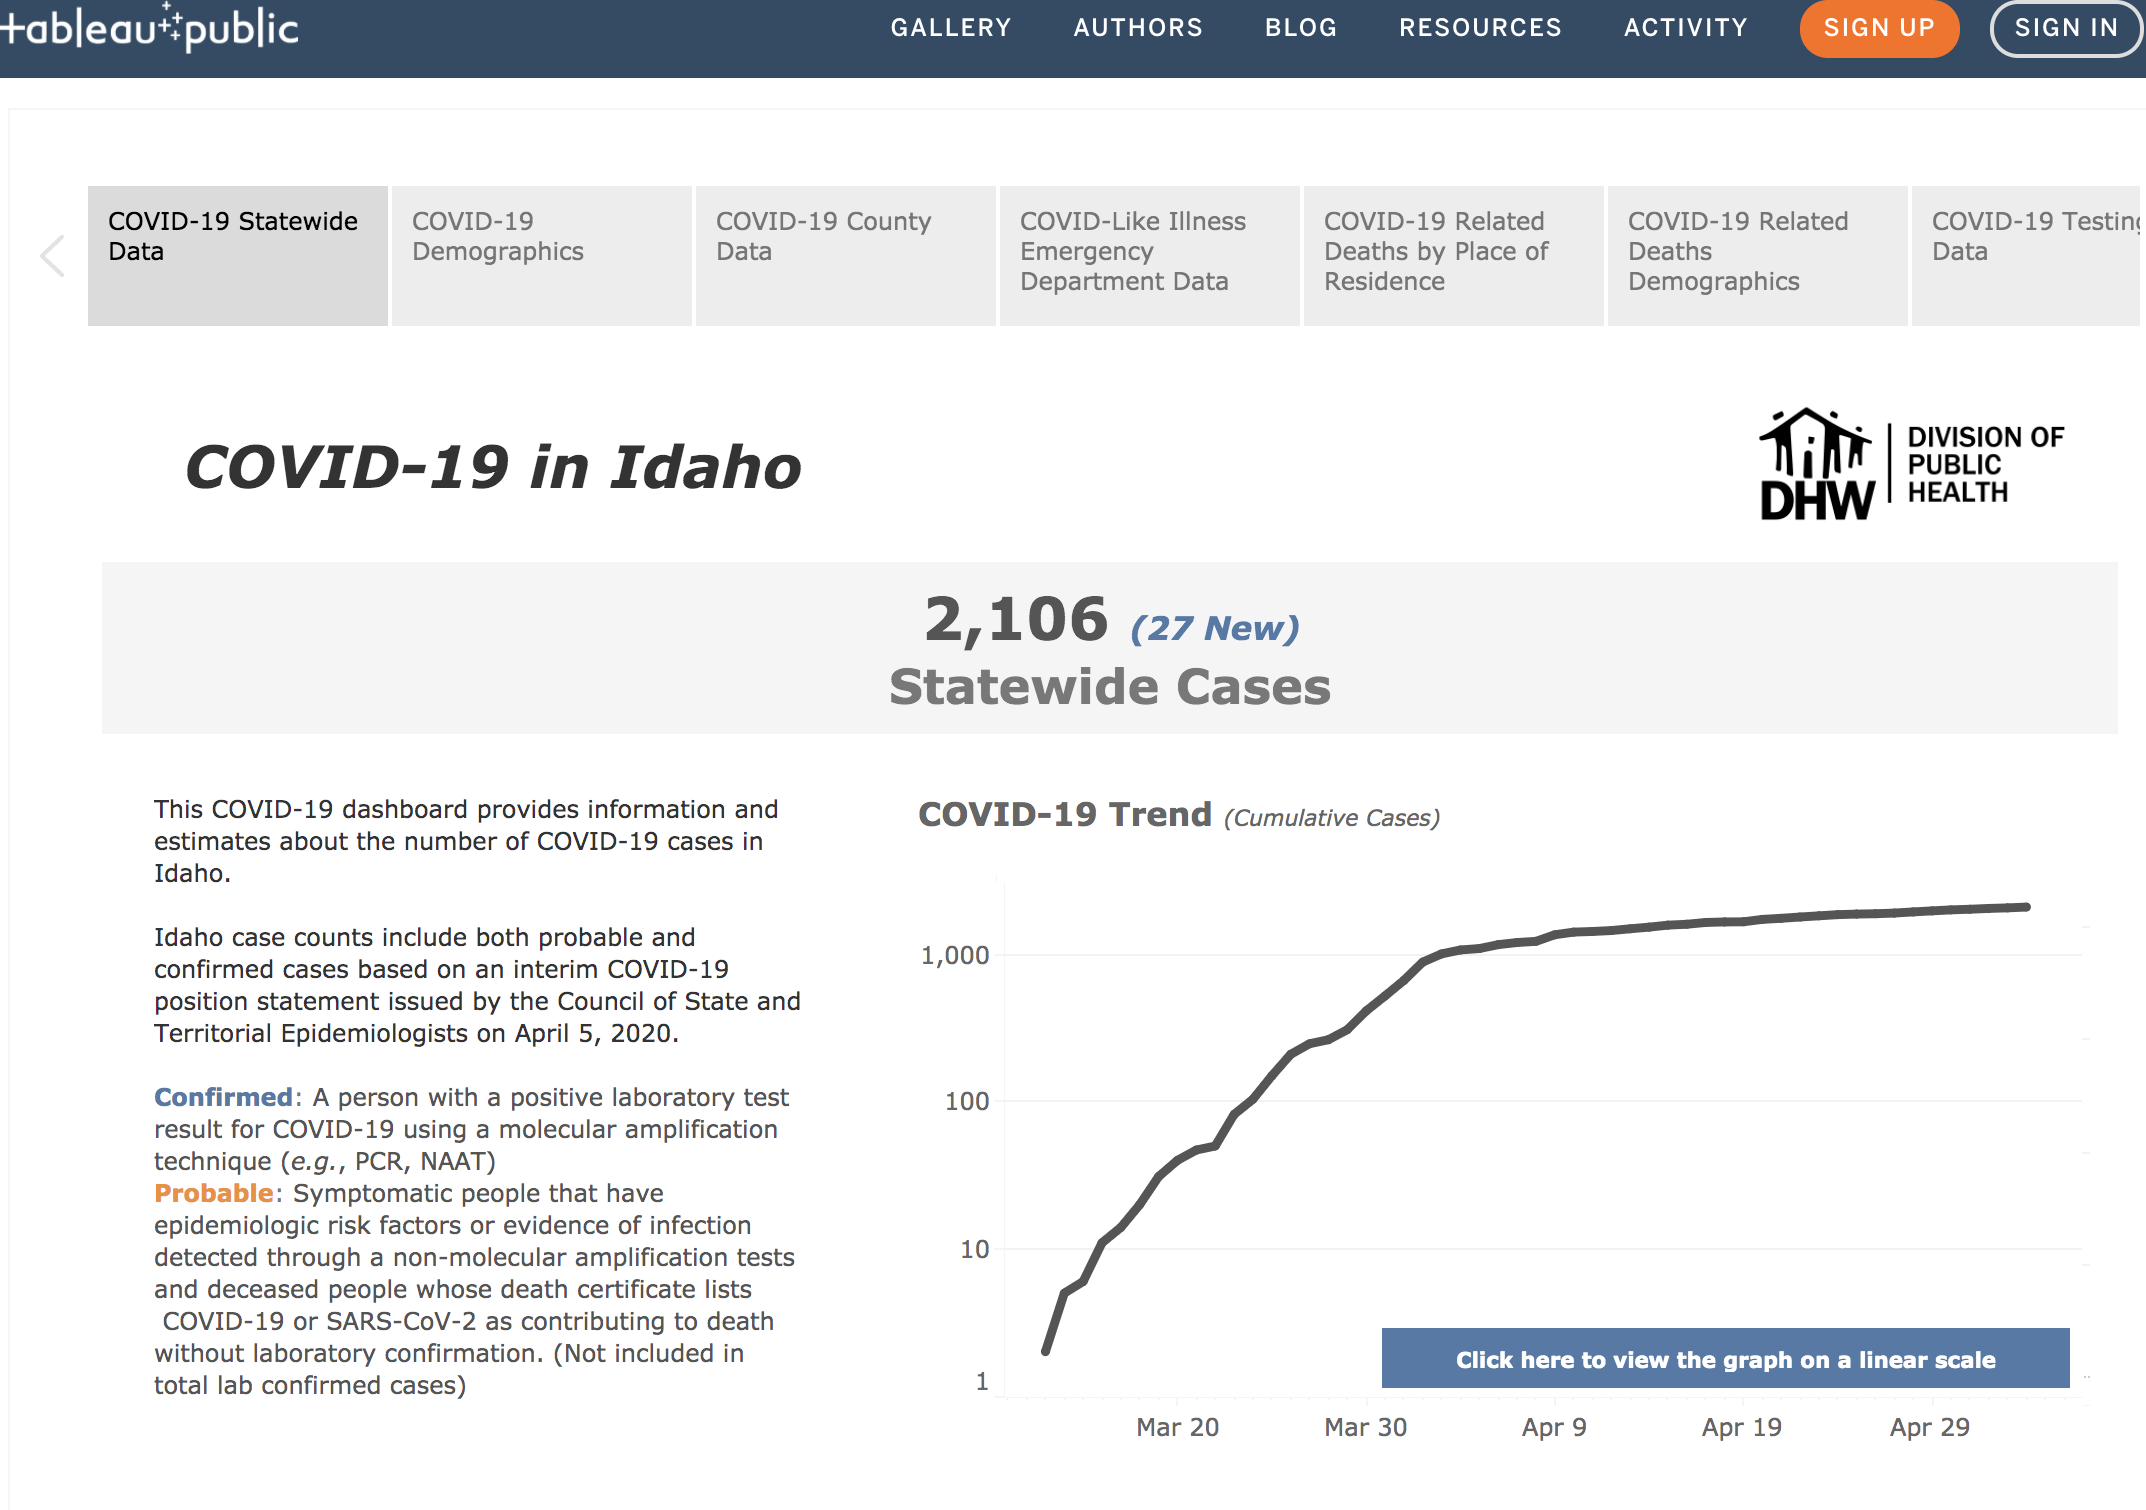 tableau public
GALLERY AUTHORS BLOG RESOURCES ACTIVITY SIGN UP SIGN IN
COVID-19 Statewide
Data
COVID-19
Demographics
COVID-19 County
Data
COVID-Like Illness
Emergency
Department Data
COVID-19 Related
Deaths by Place of
Residence
COVID-19 Related
Deaths
Demographics
COVID-19 Testing
Data
COVID-19 in Idaho
DHW
DIVISION OF
PUBLIC
HEALTH
2,106 (27 New)
Statewide Cases
This COVID-19 dashboard provides information and
estimates about the number of COVID-19 cases in
Idaho.
Idaho case counts include both probable and
confirmed cases based on an interim COVID-19
position statement issued by the Council of State and
Territorial Epidemiologists on April 5, 2020.
Confirmed: A person with a positive laboratory test
result for COVID-19 using a molecular amplification
technique (e.g., PCR, NAAT)
Probable: Symptomatic people that have
epidemiologic risk factors or evidence of infection
detected through a non-molecular amplification tests
and deceased people whose death certificate lists
COVID-19 or SARS-CoV-2 as contributing to death
without laboratory confirmation. (Not included in
total lab confirmed cases)
COVID-19 Trend (Cumulative Cases)
1,000
100
10
1
Click here to view the graph on a linear scale
Mar 20 Mar 30 Apr 9 Apr 19 Apr 29